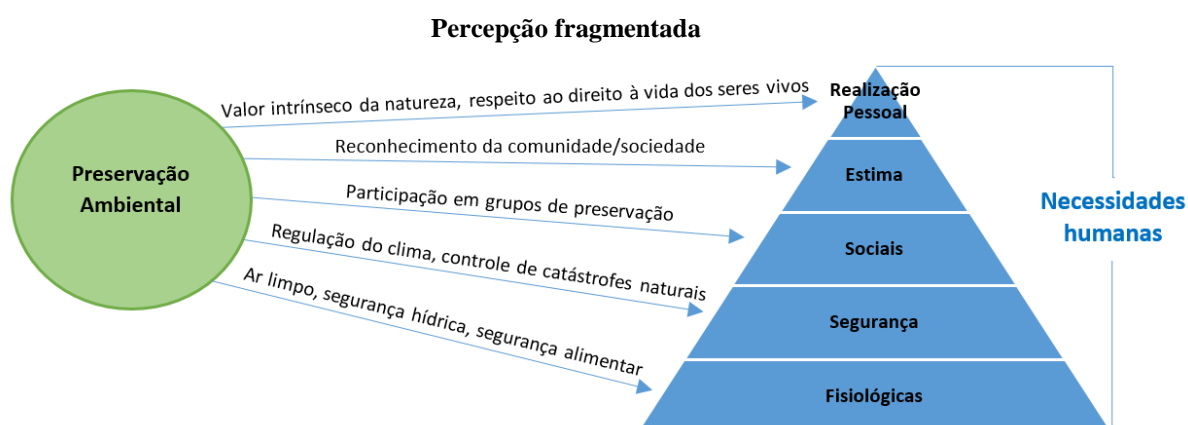 Percepção fragmentada
Preservação
Ambiental
Valor intrínseco da natureza, respeito ao direito à vida dos seres vivos
Reconhecimento da comunidade/sociedade
Participação em grupos de preservação
Regulação do clima, controle de catástrofes naturais
Ar limpo, segurança hídrica, segurança alimentar
Realização
Pessoal
Estima
Sociais
Segurança
Fisiológicas
Necessidades
humanas